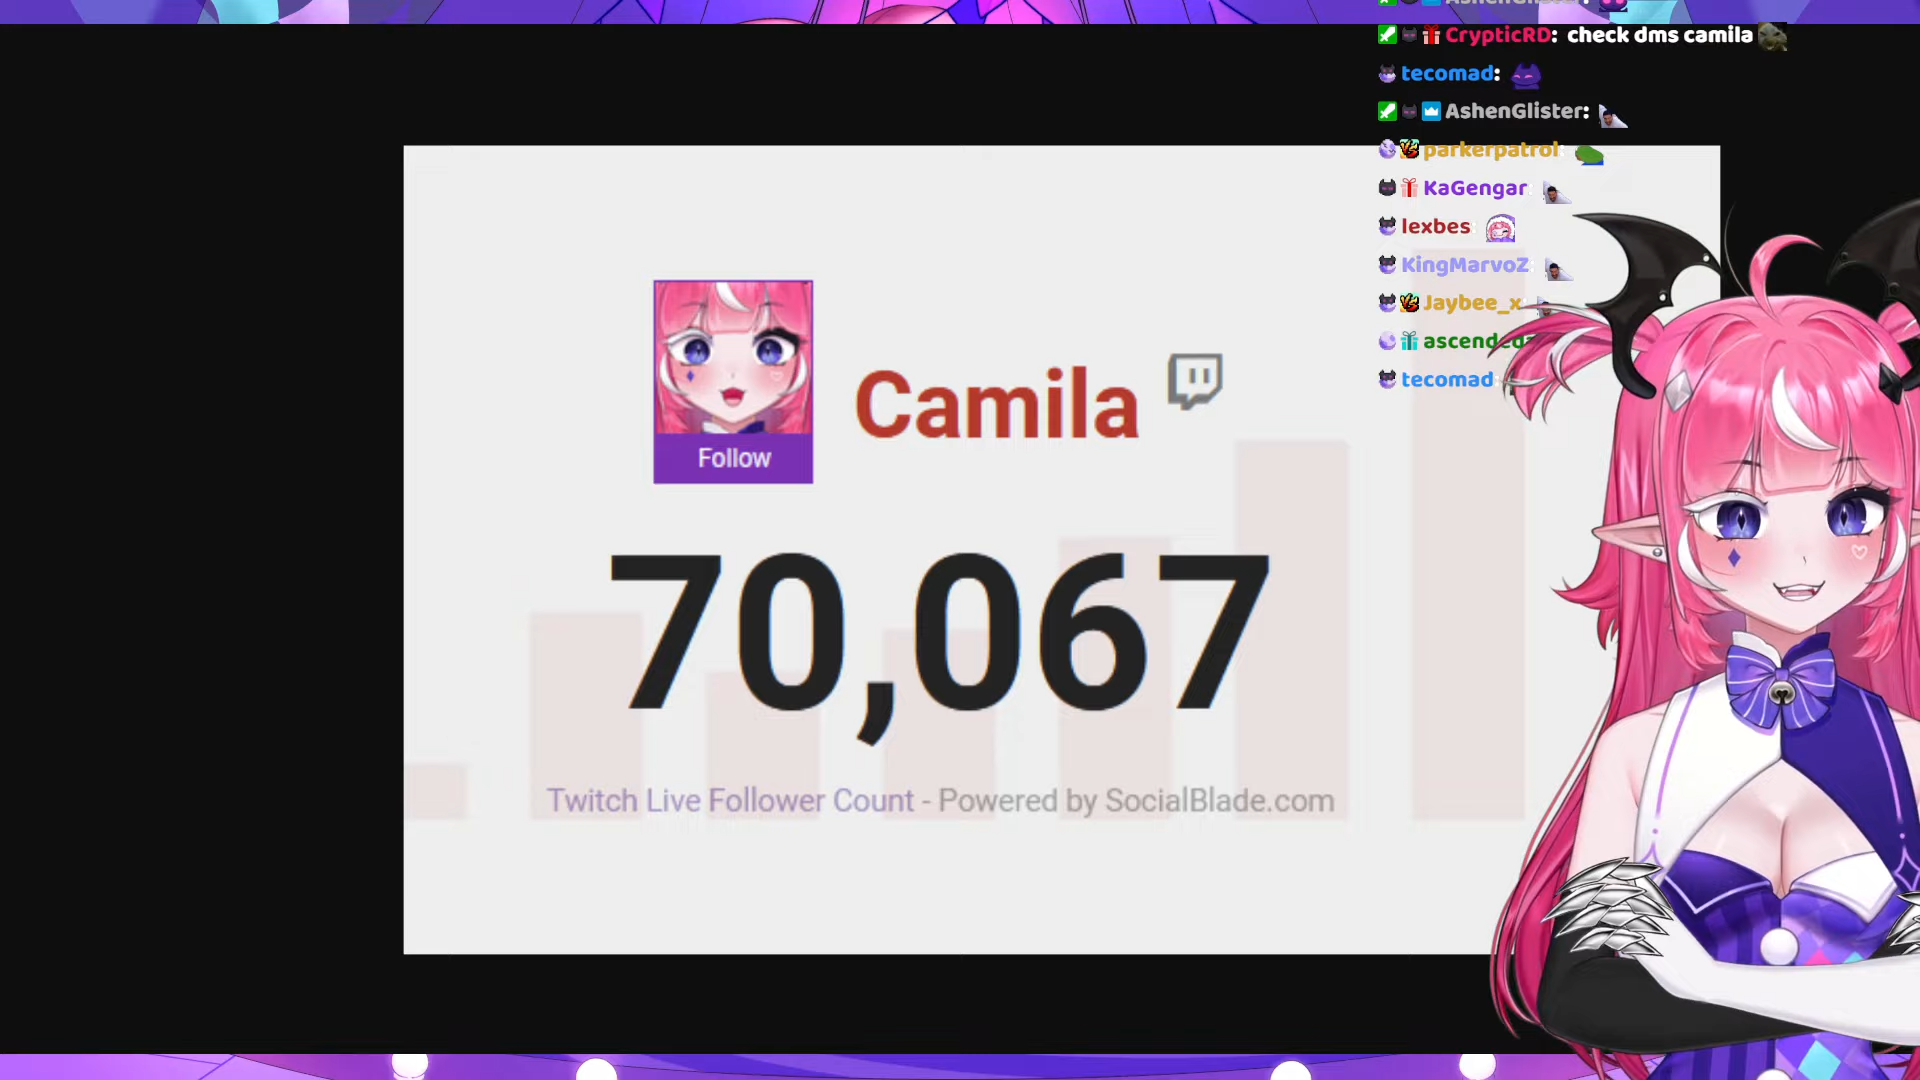 CrypticRD: check dms camila
tecomad:
AshenGlister:
parkerpatrol:
KaGengar:
lexbes:
KingMarvoZ:
Jaybee_x
tecomad
Follow
Camila
70,067
Twitch Live Follower Count - Powered by SocialBlade.com